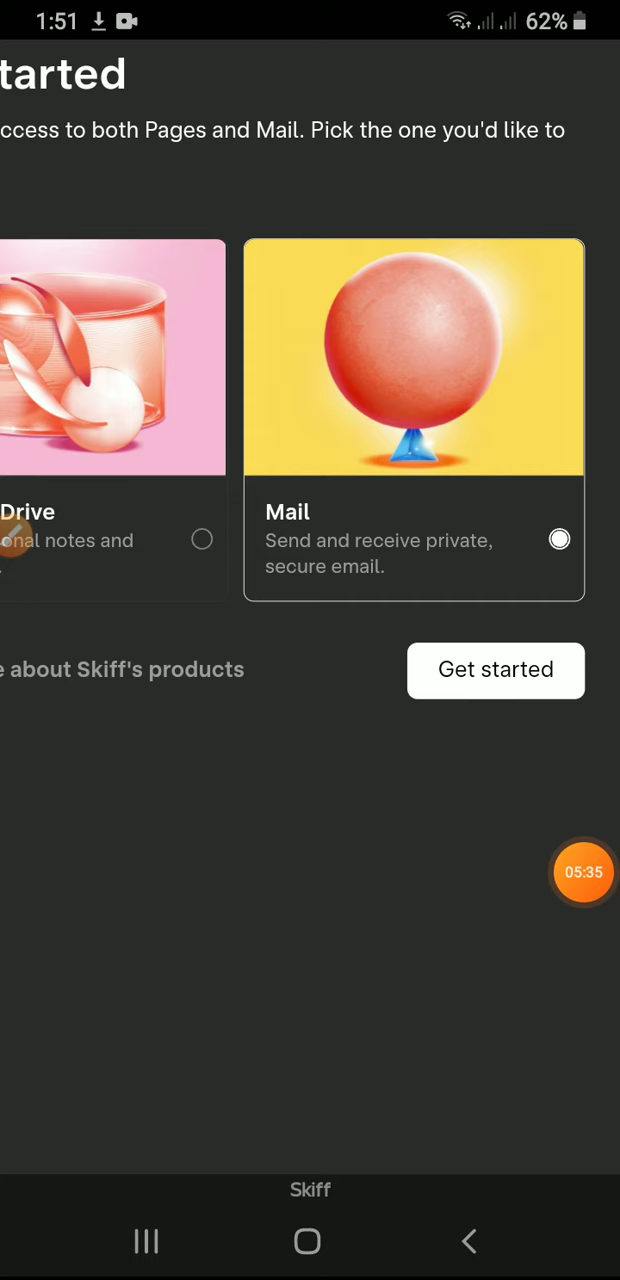 1:51 62%
tarted
ccess to both Pages and Mail. Pick the one you'd like to
Drive
onal notes and
.
Mail
Send and receive private,
secure email.
e about Skiff's products
Get started
05:35
Skiff